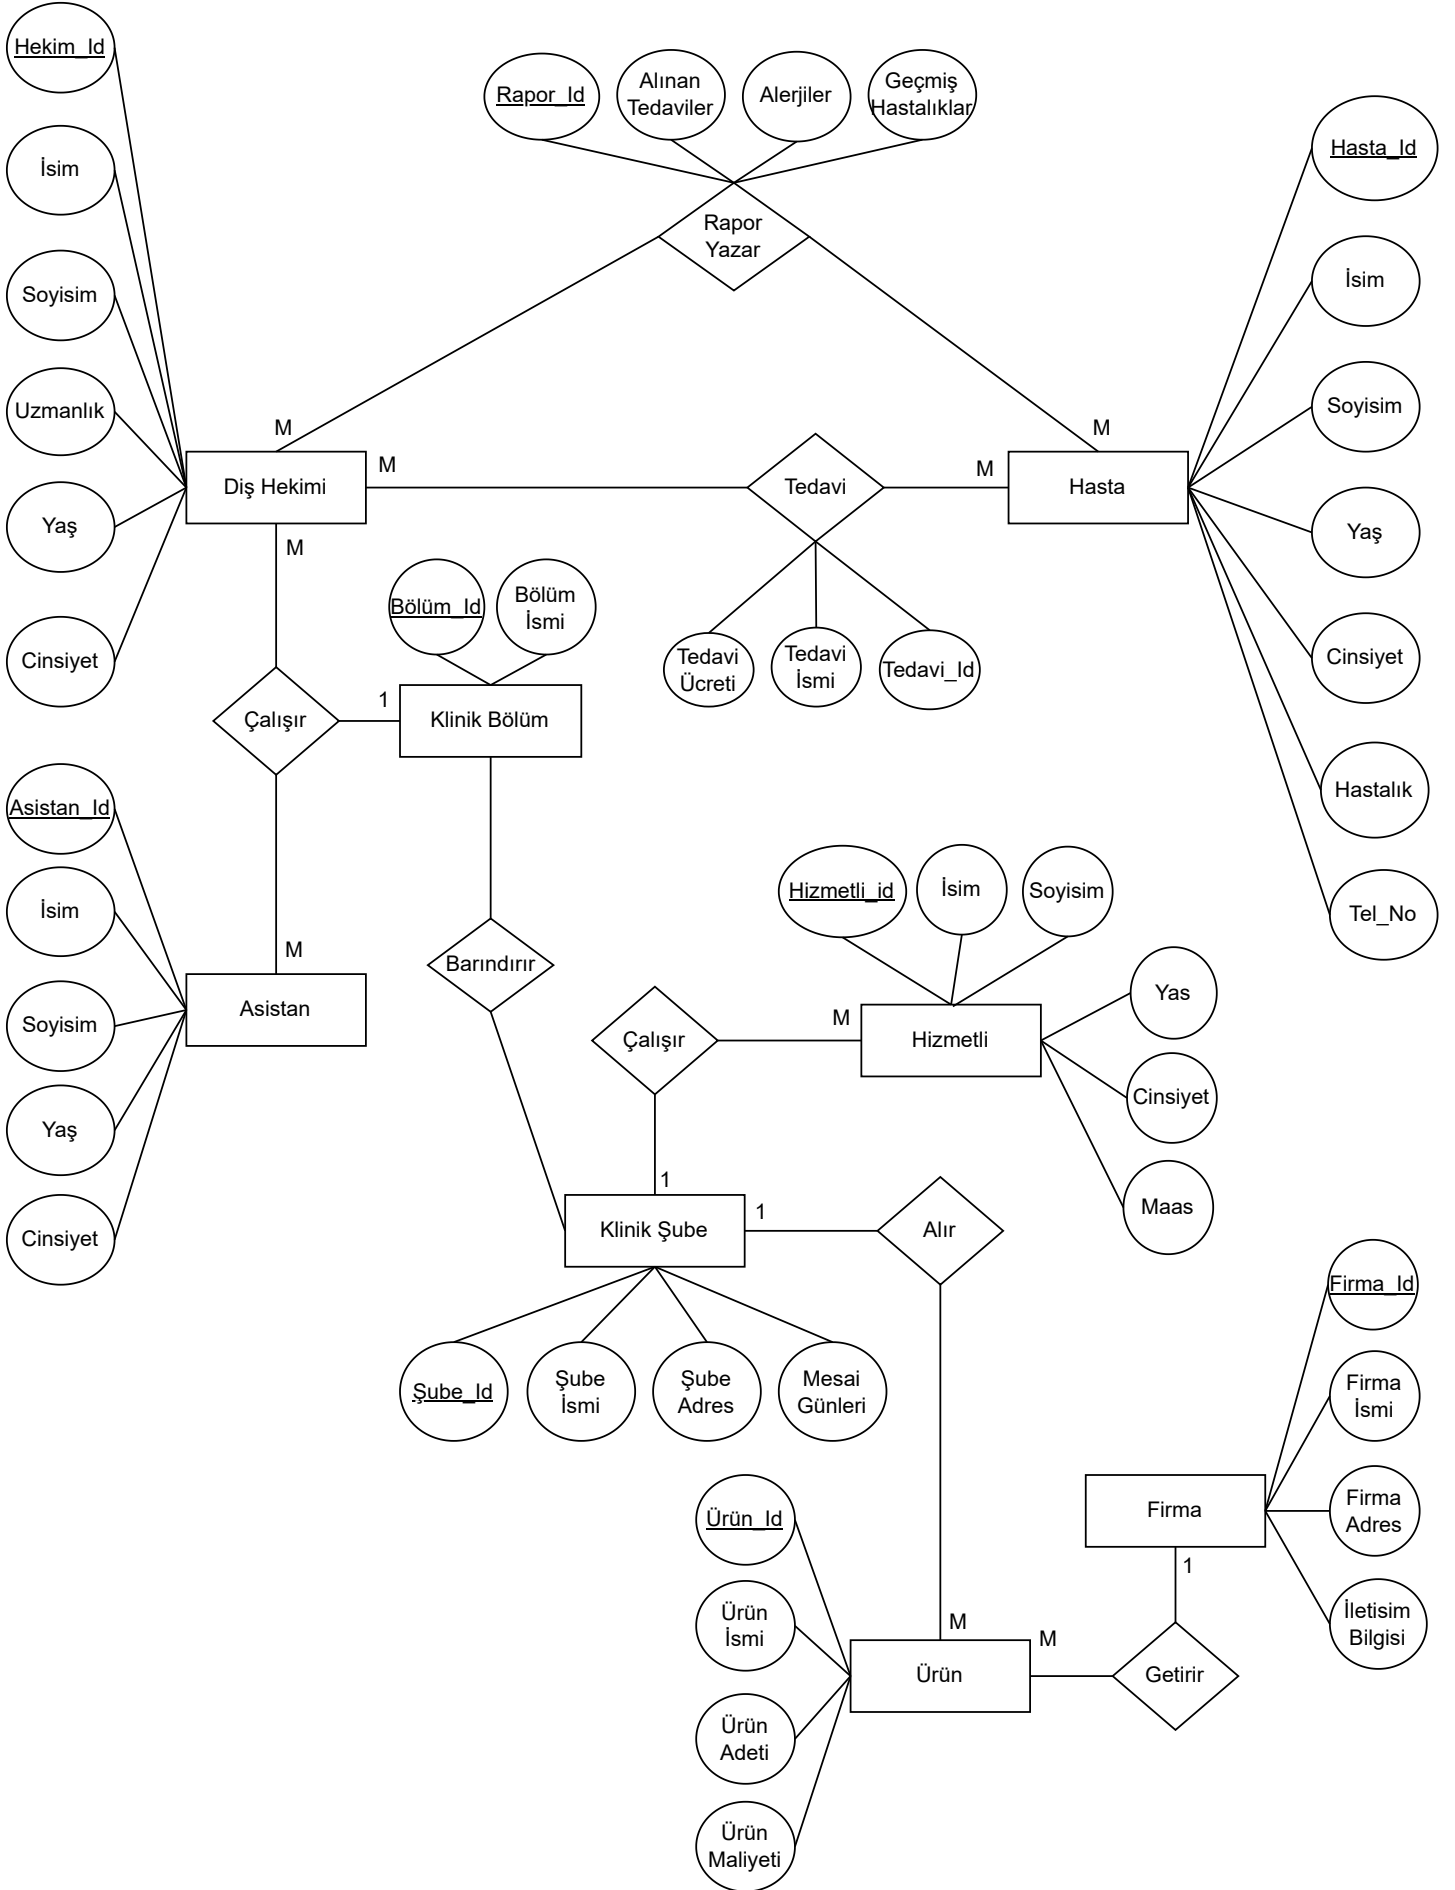 Hekim_Id
İsim
Soyisim
Uzmanlık
Yaş
Cinsiyet
Rapor_Id
Alınan
Tedaviler
Alerjiler
Geçmiş
Hastalıklar
Rapor
Yazar
Hasta_Id
İsim
Soyisim
Yaş
Cinsiyet
Hastalık
Tel_No
M
M
Diş Hekimi
M
Tedavi
M
Hasta
M
Tedavi
Ücreti
Tedavi
İsmi
Tedavi_Id
Bölüm_Id
Bölüm
İsmi
Çalışır
1
Klinik Bölüm
Asistan_Id
İsim
Soyisim
Yaş
Cinsiyet
M
Asistan
Barındırır
Hizmetli_id
İsim
Soyisim
Yas
Cinsiyet
Maas
Çalışır
M
Hizmetli
1
Klinik Şube
1
Alır
Şube_Id
Şube
İsmi
Şube
Adres
Mesai
Günleri
Firma_Id
Firma
İsmi
Firma
Adres
İletisim
Bilgisi
Firma
1
Ürün_Id
Ürün
İsmi
Ürün
Adeti
Ürün
Maliyeti
M
Ürün
M
Getirir